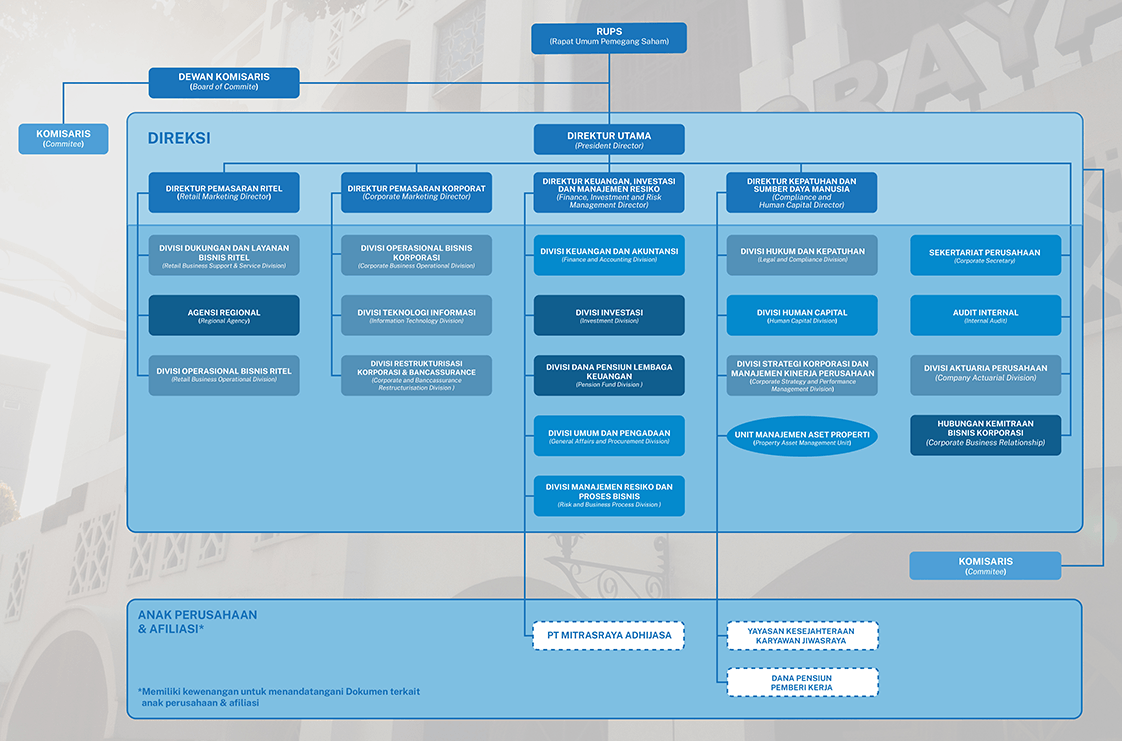 RUPS
(Rapat Umum Pemegang Saham)
DEWAN KOMISARIS
(Board of Commite)
KOMISARIS
(Commitee)
DIREKSI
DIREKTUR UTAMA
(President Director)
DIREKTUR PEMASARAN RITEL
(Retail Marketing Director)
DIREKTUR PEMASARAN KORPORAT
(Corporate Marketing Director)
DIREKTUR KEUANGAN, INVESTASI
DAN MANAJEMEN RESIKO
(Finance, Investment and Risk
Management Director)
DIREKTUR KEPATUHAN DAN
SUMBER DAYA MANUSIA
(Compliance and
Human Capital Director)
DIVISI DUKUNGAN DAN LAYANAN
BISNIS RITEL
(Retail Business Support & Service Division)
AGENSI REGIONAL
(Regional Agency)
DIVISI OPERASIONAL BISNIS RITEL
(Retail Business Operational Division)
DIVISI OPERASIONAL BISNIS
KORPORASI
(Corporate Business Operational Division)
DIVISI TEKNOLOGI INFORMASI
(Information Technology Division)
DIVISI RESTRUKTURISASI
KORPORASI & BANCASSURANCE
(Corporate and Banccassurance
Restructurisation Division )
DIVISI KEUANGAN DAN AKUNTANSI
(Finance and Accounting Division)
DIVISI INVESTASI
(Investment Division)
DIVISI DANA PENSIUN LEMBAGA
KEUANGAN
(Pension Fund Division )
DIVISI UMUM DAN PENGADAAN
(General Affairs and Procurement Division)
DIVISI MANAJEMEN RESIKO DAN
PROSES BISNIS
(Risk and Business Process Division )
DIVISI HUKUM DAN KEPATUHAN
(Legal and Compliance Division)
DIVISI HUMAN CAPITAL
(Human Capital Division)
DIVISI STRATEGI KORPORASI DAN
MANAJEMEN KINERJA PERUSAHAAN
(Corporate Strategy and Performance
Management Division)
UNIT MANAJEMEN ASET PROPERTI
(Property Asset Management Unit)
SEKERTARIAT PERUSAHAAN
(Corporate Secretary)
AUDIT INTERNAL
(Internal Audit)
DIVISI AKTUARIA PERUSAHAAN
(Company Actuarial Division)
HUBUNGAN KEMITRAAN
BISNIS KORPORASI
(Corporate Business Relationship)
KOMISARIS
(Commitee)
ANAK PERUSAHAAN
& AFILIASI*
PT MITRASRAYA ADHIJASA
YAYASAN KESEJAHTERAAN
KARYAWAN JIWASRAYA
DANA PENSIUN
PEMBERI KERJA
*Memiliki kewenangan untuk menandatangani Dokumen terkait
anak perusahaan & afiliasi